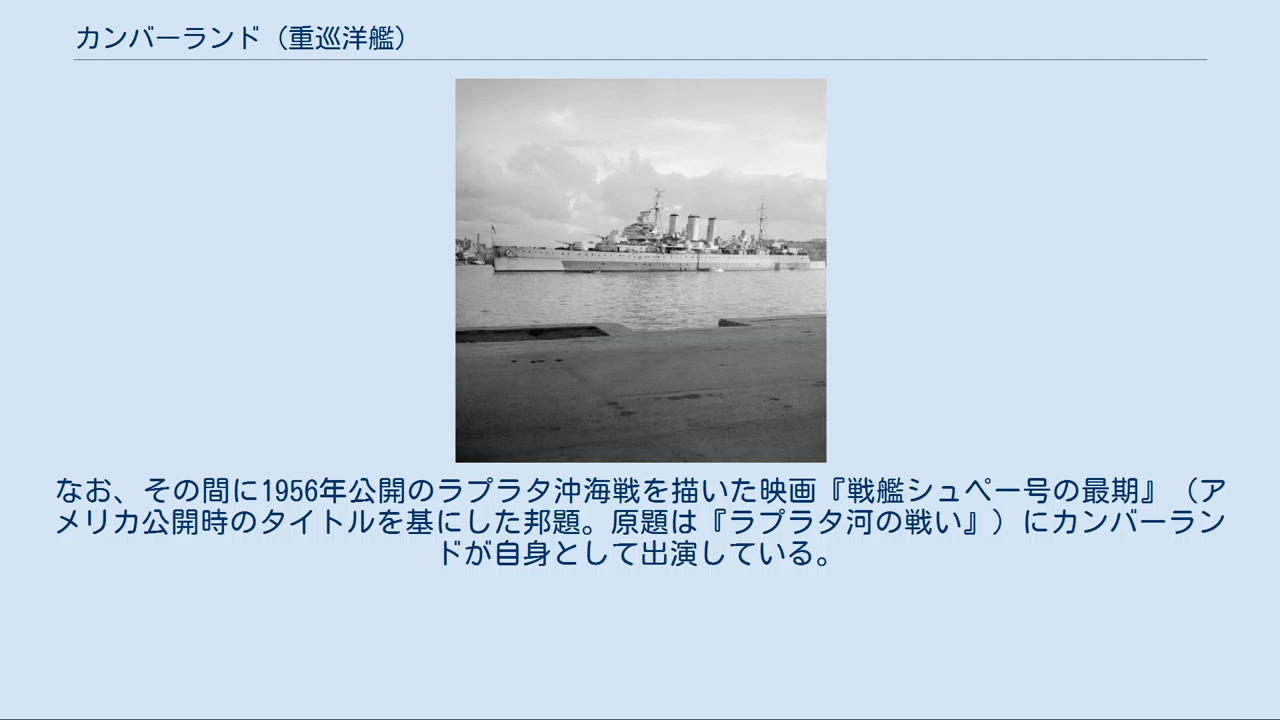 カンバーランド（重巡洋艦）
なお、その間に1956年公開のラプラタ沖海戦を描いた映画『戦艦シュペー号の最期』（ア
メリカ公開時のタイトルを基にした邦題。原題は『ラプラタ河の戦い』）にカンバーラン
ドが自身として出演している。